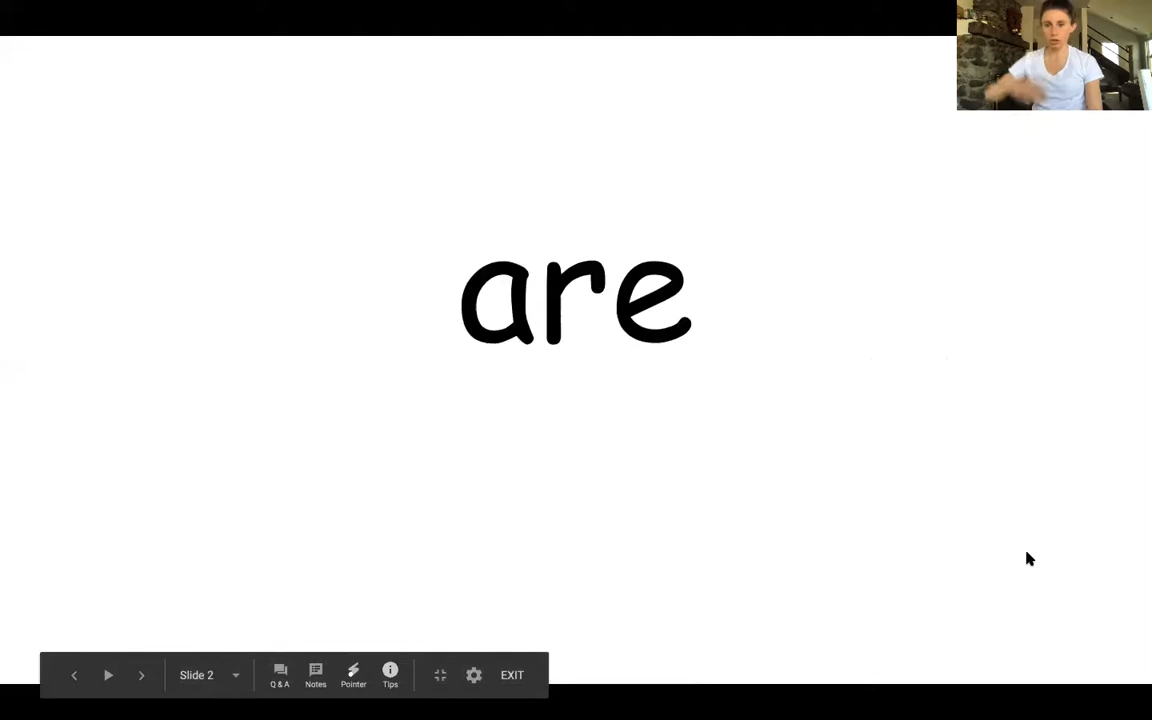 are
Slide 2
Q & A
Notes
Pointer
Tips
EXIT